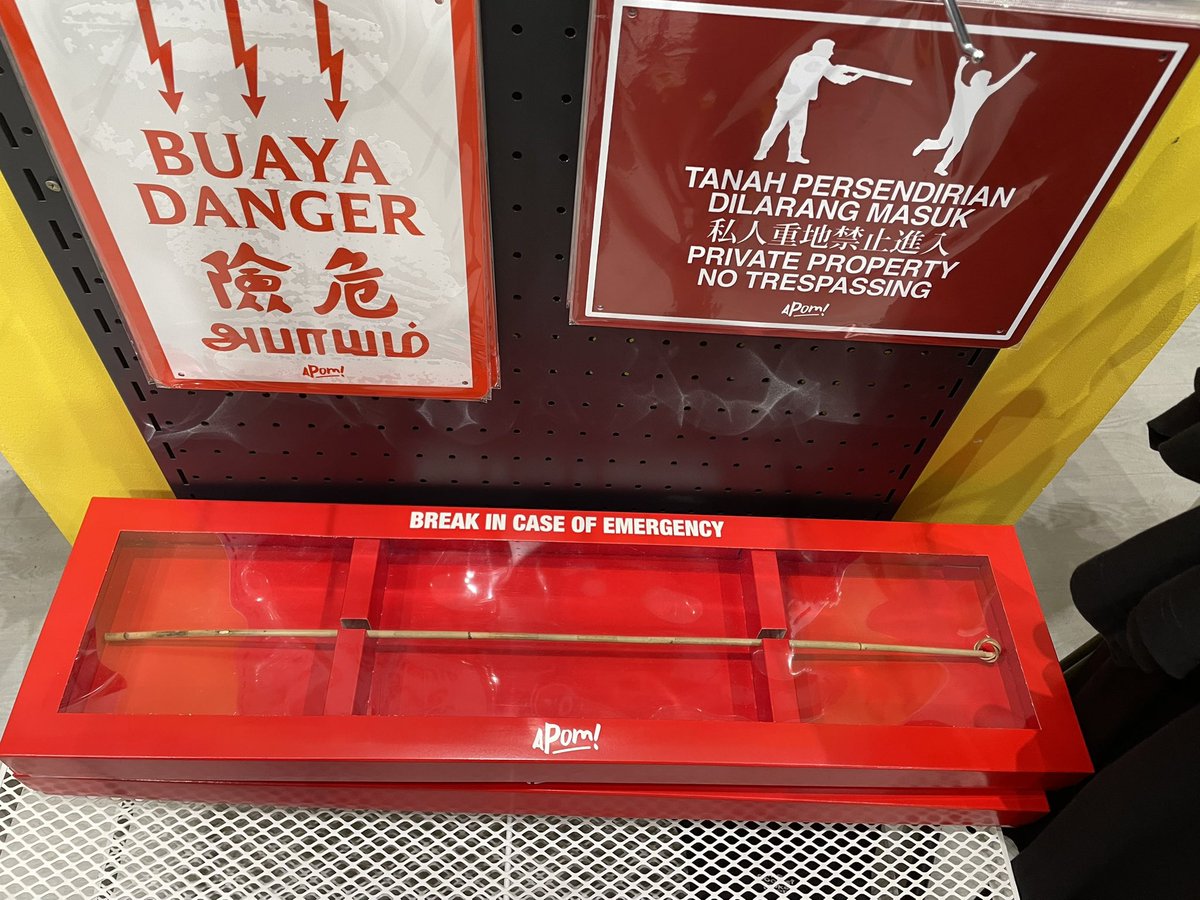 BUAYA
DANGER
險危
அபாயம்
APom!
TANAH PERSENDIRIAN
DILARANG MASUK
私人重地禁止進入
PRIVATE PROPERTY
NO TRESPASSING
APom!
BREAK IN CASE OF EMERGENCY
APom!